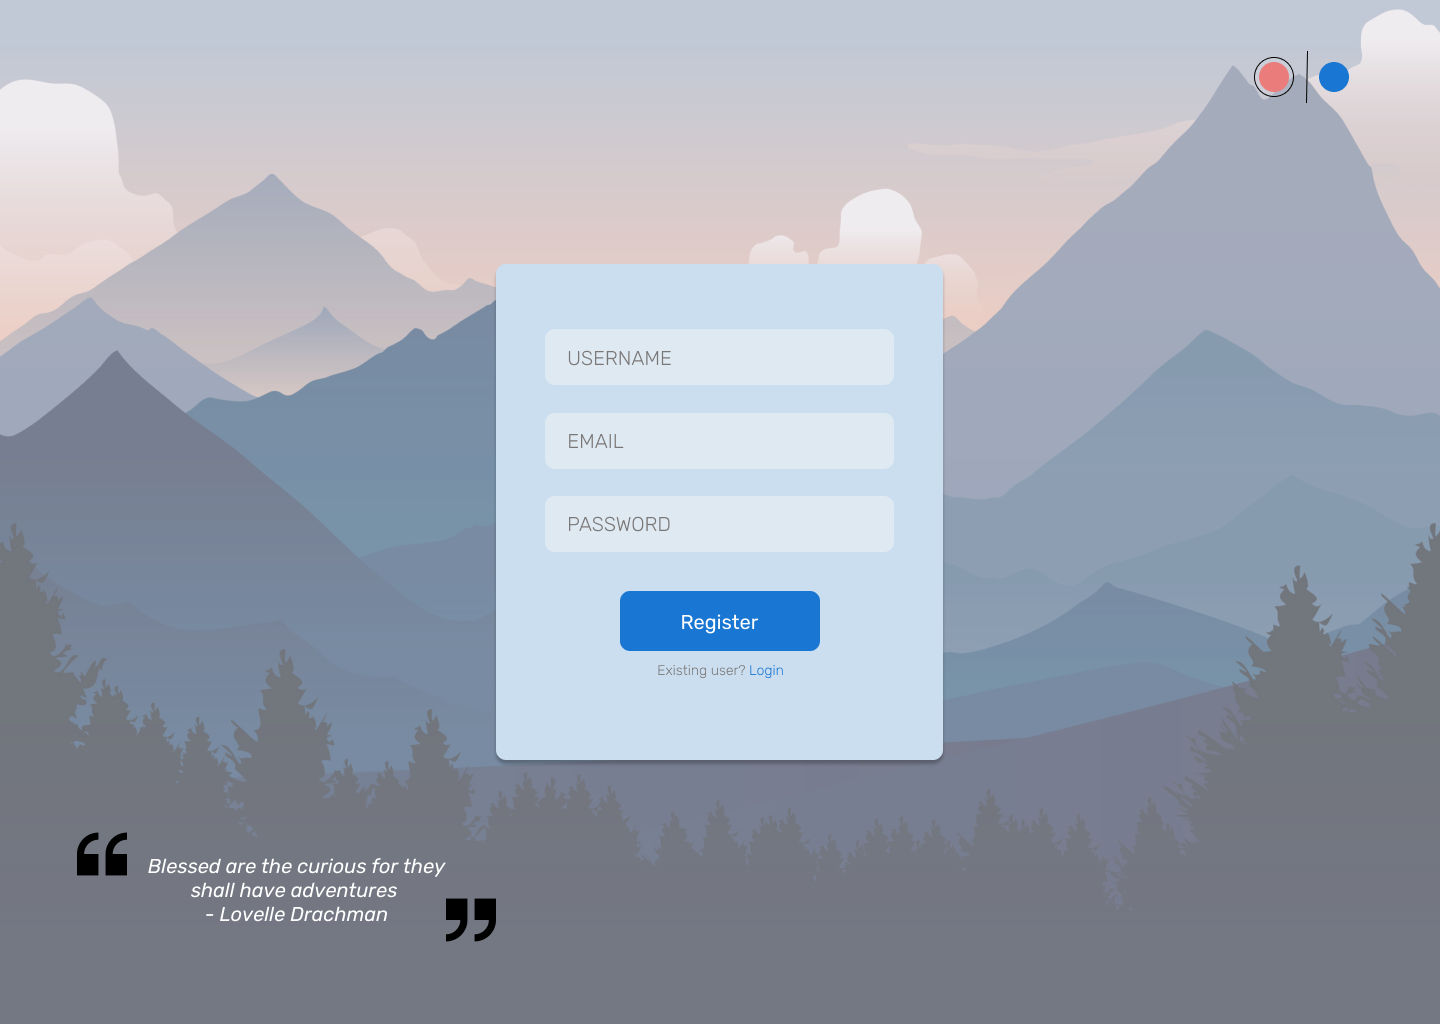 USERNAME
EMAIL
PASSWORD
Register
Existing user? Login
“ Blessed are the curious for they
shall have adventures
- Lovelle Drachman ”